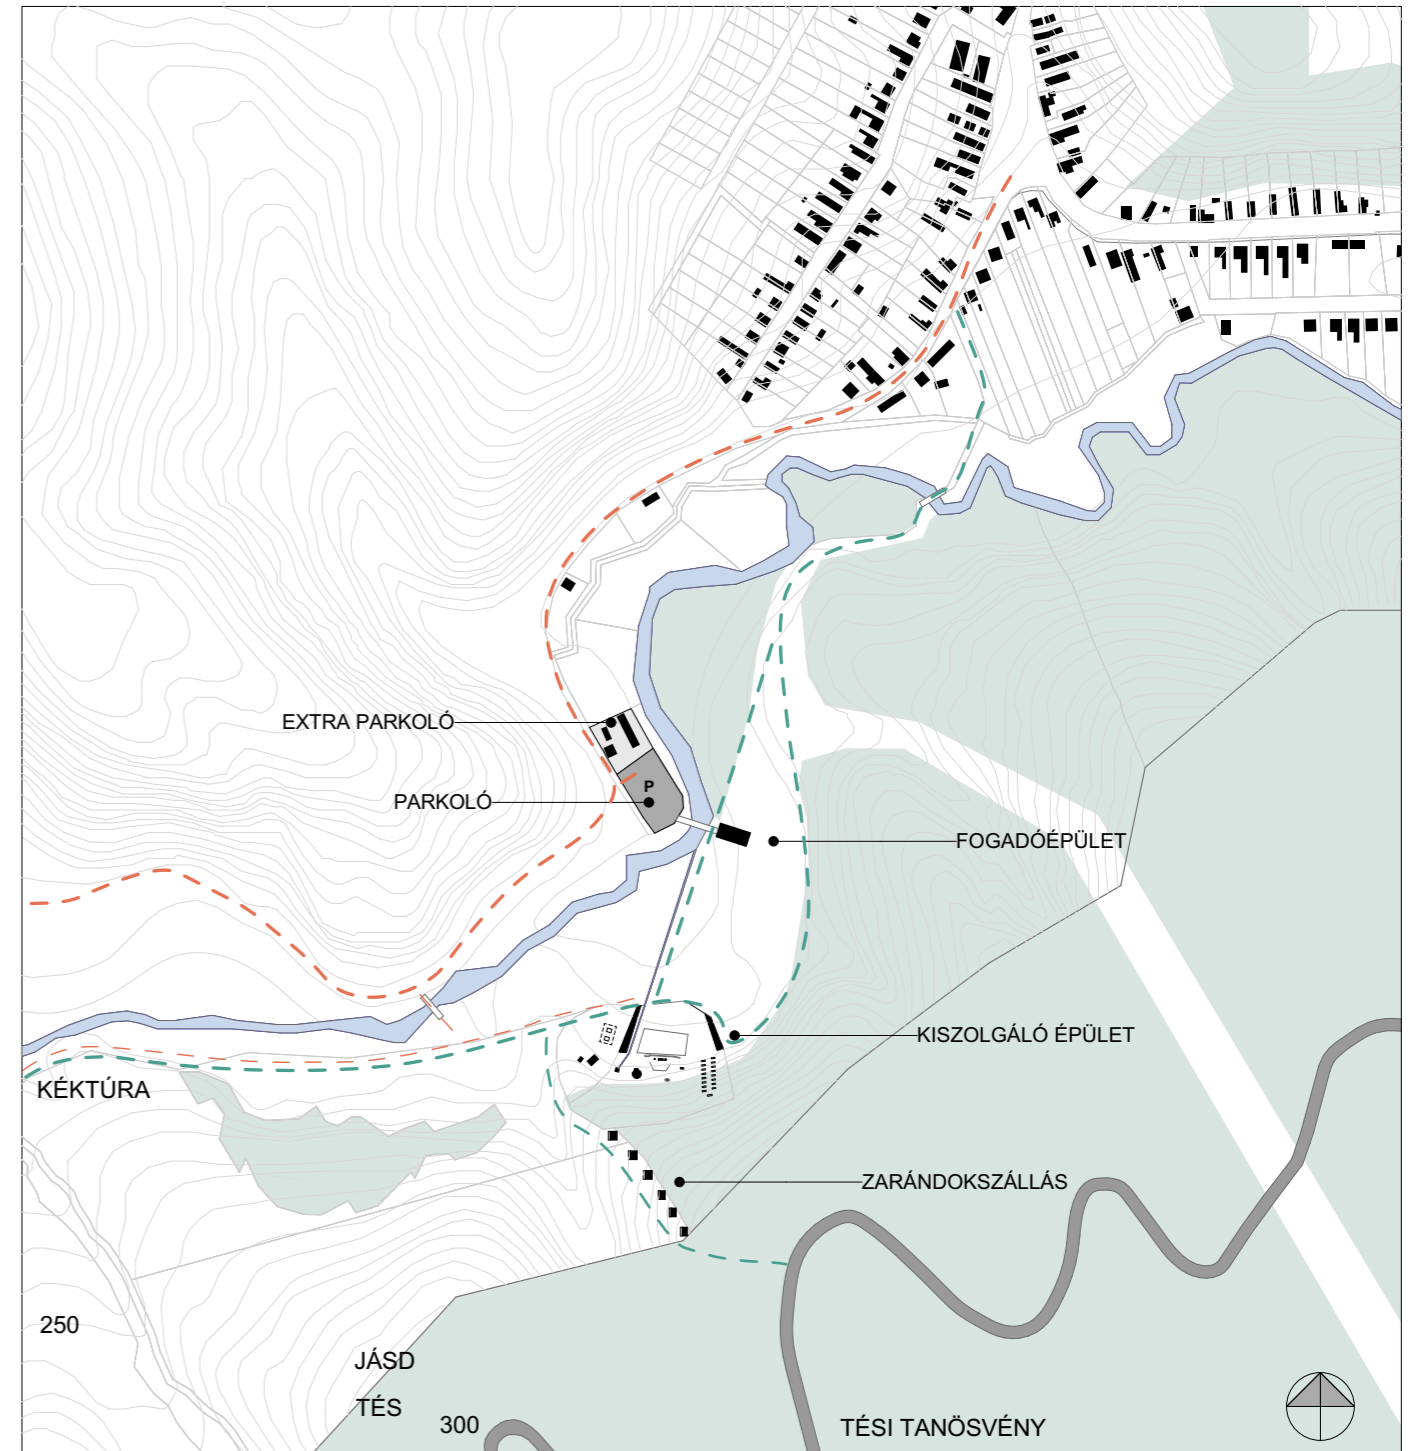 EXTRA PARKOLÓ
P
PARKOLÓ
FOGADÓÉPÜLET
KISZOLGÁLÓ ÉPÜLET
KÉKTÚRA
ZARÁNDOKSZÁLLÁS
250
JÁSD
TÉS
300
TÉSI TANÖSVÉNY